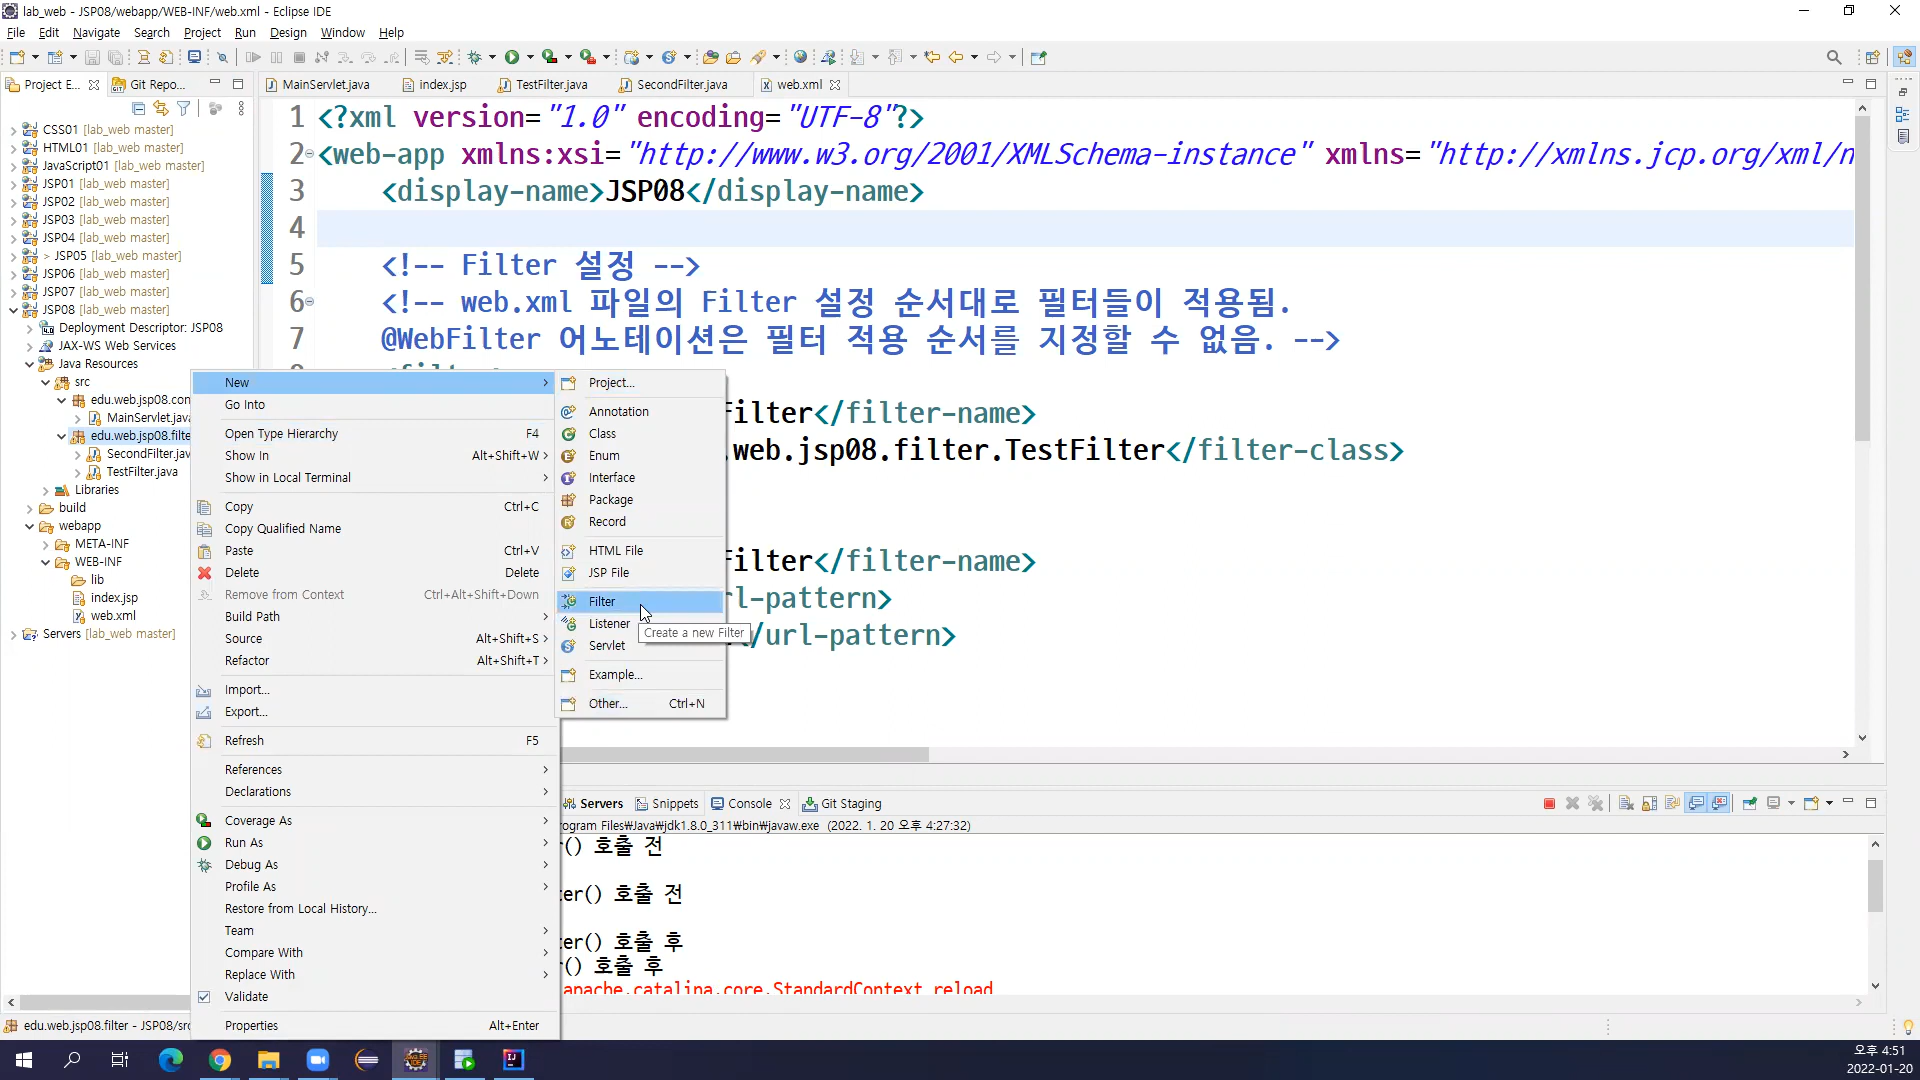 lab_web - JSP08/webapp/WEB-INF/web.xml - Eclipse IDE
File Edit Navigate Search Project Run Design Window Help
Project E... Git Repo...
MainServlet.java index.jsp TestFilter.java SecondFilter.java web.xml
CSS01 [lab_web master]
HTML01 [lab_web master]
JavaScript01 [lab_web master]
JSP01 [lab_web master]
JSP02 [lab_web master]
JSP03 [lab_web master]
JSP04 [lab_web master]
> JSP05 [lab_web master]
JSP06 [lab_web master]
JSP07 [lab_web master]
JSP08 [lab_web master]
Deployment Descriptor: JSP08
JAX-WS Web Services
Java Resources
src
edu.web.jsp08.con
MainServlet.java
edu.web.jsp08.filte
SecondFilter.jav
TestFilter.java
Libraries
build
webapp
META-INF
WEB-INF
lib
index.jsp
web.xml
Servers [lab_web master]
1 <?xml version="1.0" encoding="UTF-8"?>
2 <web-app xmlns:xsi="http://www.w3.org/2001/XMLSchema-instance" xmlns="http://xmlns.jcp.org/xml/n
3 <display-name>JSP08</display-name>
4
5 <!-- Filter 설정 -->
6 <!-- web.xml 파일의 Filter 설정 순서대로 필터들이 적용됨.
7 @WebFilter 어노테이션은 필터 적용 순서를 지정할 수 없음. -->
ilter</filter-name>
.web.jsp08.filter.TestFilter</filter-class>
ilter</filter-name>
rl-pattern>
/url-pattern>
New
Go Into
Open Type Hierarchy F4
Show In Alt+Shift+W
Show in Local Terminal
Copy Ctrl+C
Copy Qualified Name
Paste Ctrl+V
Delete Delete
Remove from Context Ctrl+Alt+Shift+Down
Build Path
Source Alt+Shift+S
Refactor Alt+Shift+T
Import...
Export...
Refresh F5
References
Declarations
Coverage As
Run As
Debug As
Profile As
Restore from Local History...
Team
Compare With
Replace With
Validate
Properties Alt+Enter
Project...
Annotation
Class
Enum
Interface
Package
Record
HTML File
JSP File
Filter
Listener
Servlet
Example...
Other... Ctrl+N
Create a new Filter
Servers Snippets Console Git Staging
rogram Files￦Java￦jdk1.8.0_311￦bin￦javaw.exe (2022. 1. 20 오후 4:27:32)
r() 호출 전
ter() 호출 전
ter() 호출 후
r() 호출 후
apache.catalina.core.StandardContext reload
edu.web.jsp08.filter - JSP08/src
오후 4:51
2022-01-20